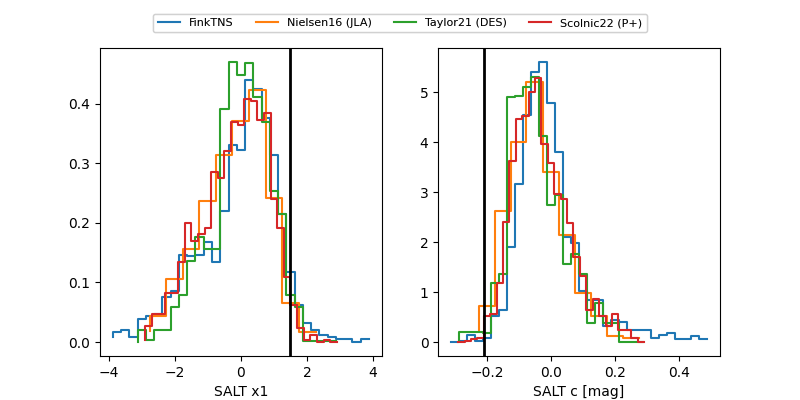 FinkTNS Nielsen16 (JLA) Taylor21 (DES) Scolnic22 (P+)
0.4
0.3
0.2
0.1
0.0
−4 −2 0 2 4
SALT x1
5
4
3
2
1
0
−0.2 0.0 0.2 0.4
SALT c [mag]